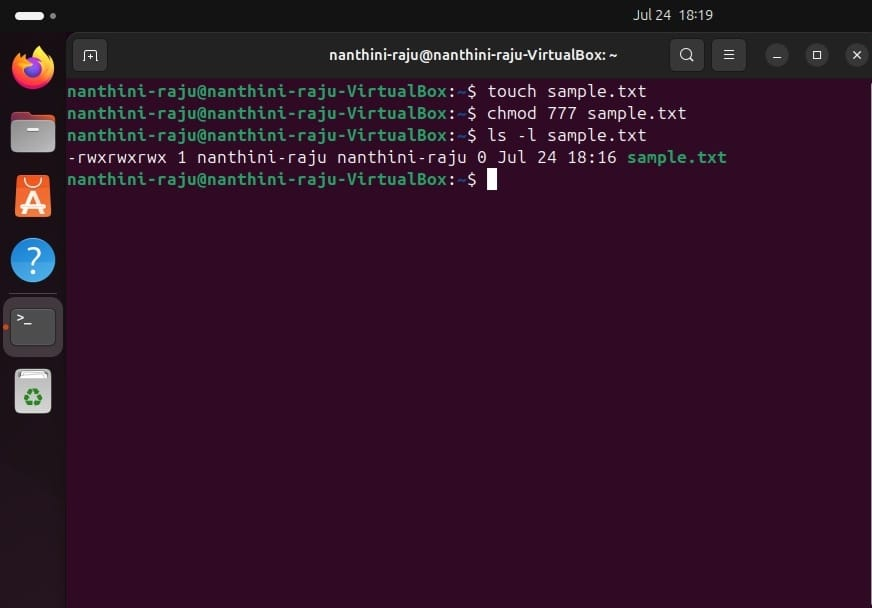 Jul 24 18:19
nanthini-raju@nanthini-raju-VirtualBox: ~
nanthini-raju@nanthini-raju-VirtualBox:~$ touch sample.txt
nanthini-raju@nanthini-raju-VirtualBox:~$ chmod 777 sample.txt
nanthini-raju@nanthini-raju-VirtualBox:~$ ls -l sample.txt
-rwxrwxrwx 1 nanthini-raju nanthini-raju 0 Jul 24 18:16 sample.txt
nanthini-raju@nanthini-raju-VirtualBox:~$